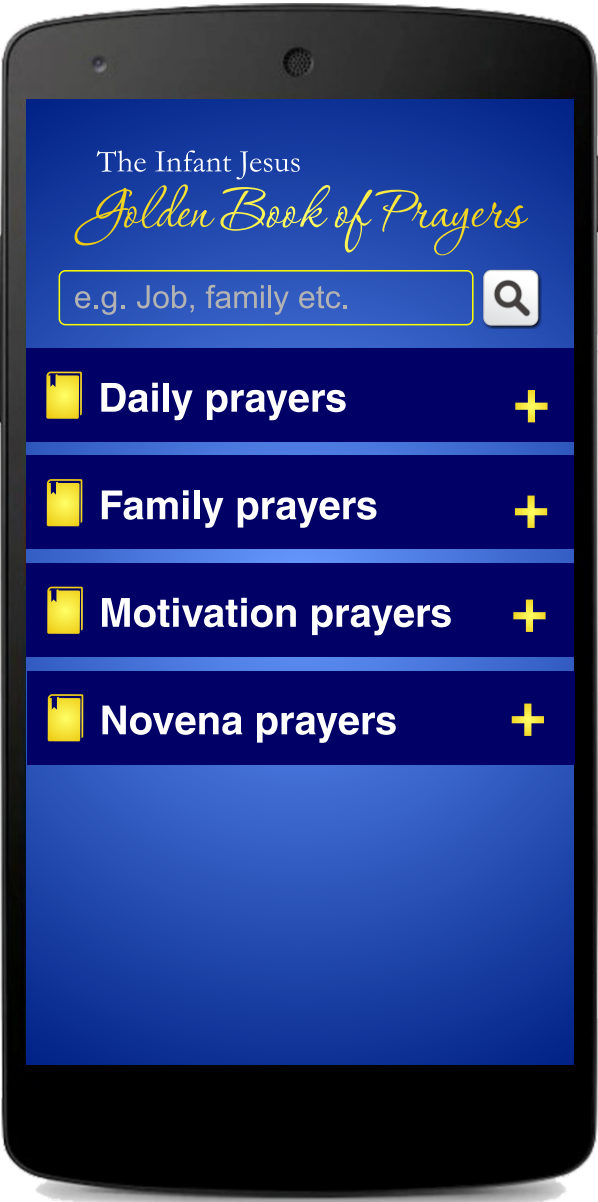 The Infant Jesus
Golden Book of Prayers
e.g. Job, family etc.
Daily prayers
Family prayers
Motivation prayers
Novena prayers